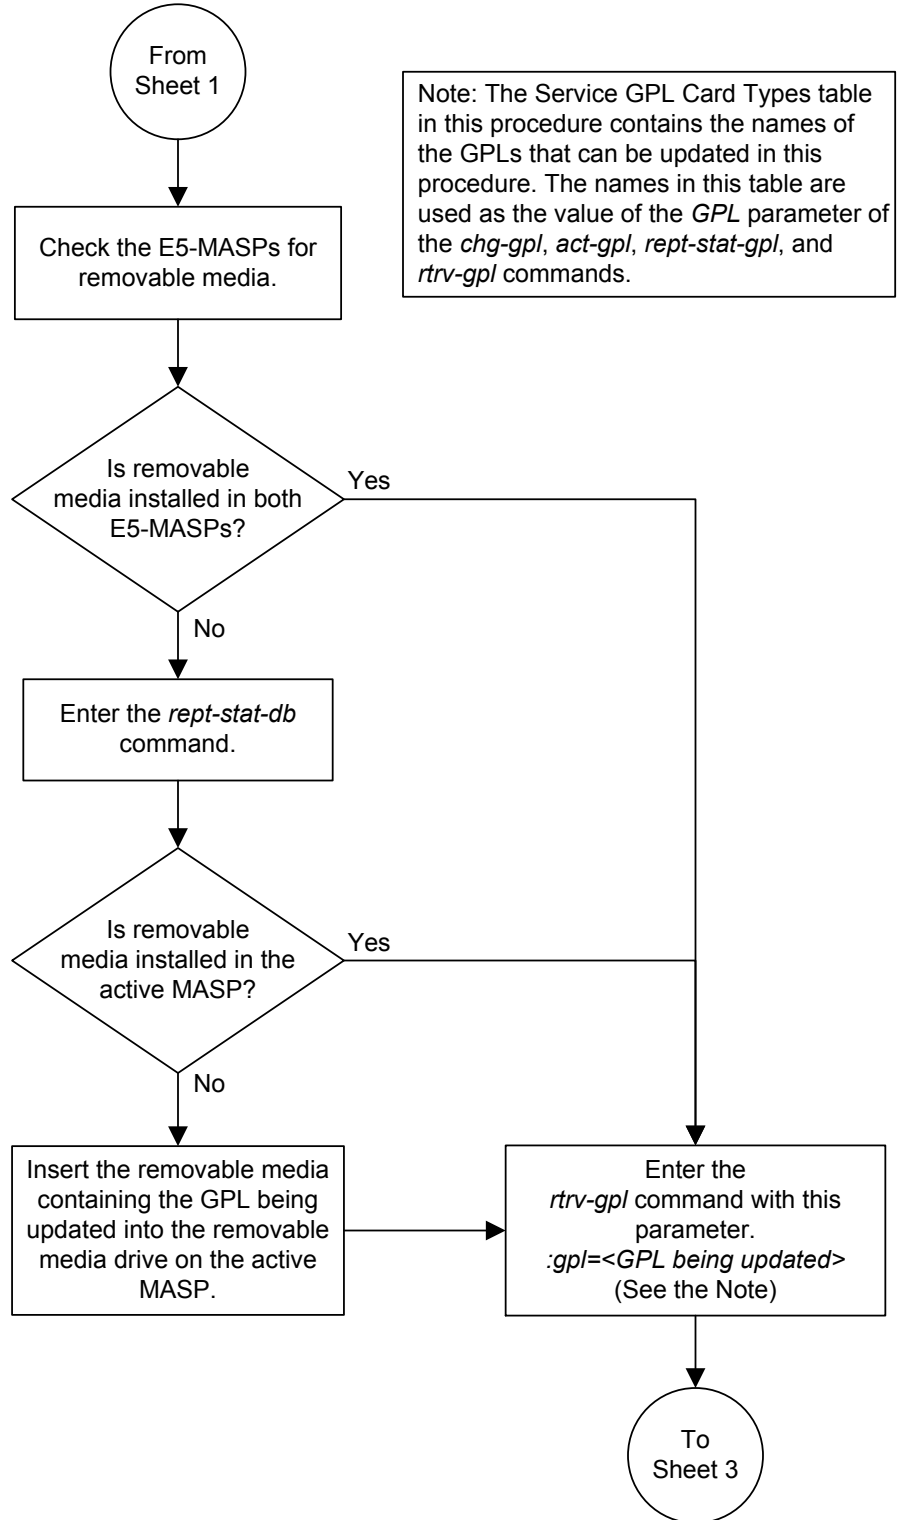 From
Sheet 1
Note: The Service GPL Card Types table
in this procedure contains the names of
the GPLs that can be updated in this
procedure. The names in this table are
used as the value of the GPL parameter of
the chg-gpl, act-gpl, rept-stat-gpl, and
rtrv-gpl commands.
Check the E5-MASPs for
removable media.
Is removable
media installed in both
E5-MASPs?
Yes
No
Enter the rept-stat-db
command.
Is removable
media installed in the
active MASP?
Yes
No
Insert the removable media
containing the GPL being
updated into the removable
media drive on the active
MASP.
Enter the
rtrv-gpl command with this
parameter.
:gpl=<GPL being updated>
(See the Note)
To
Sheet 3